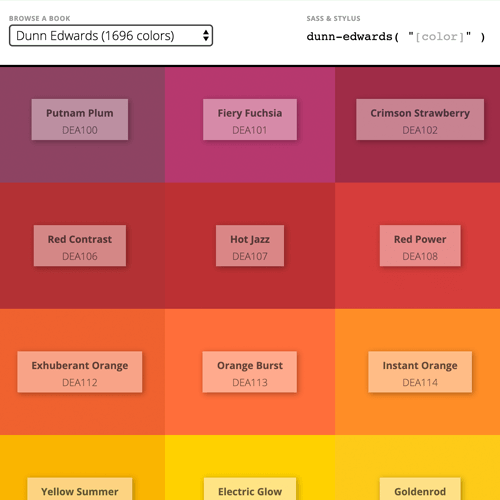 BROWSE A BOOK
SASS & STYLUS
Dunn Edwards (1696 colors)
dunn-edwards( "[color]" )
Putnam Plum
DEA100
Fiery Fuchsia
DEA101
Crimson Strawberry
DEA102
Red Contrast
DEA106
Hot Jazz
DEA107
Red Power
DEA108
Exhuberant Orange
DEA112
Orange Burst
DEA113
Instant Orange
DEA114
Yellow Summer
Electric Glow
Goldenrod